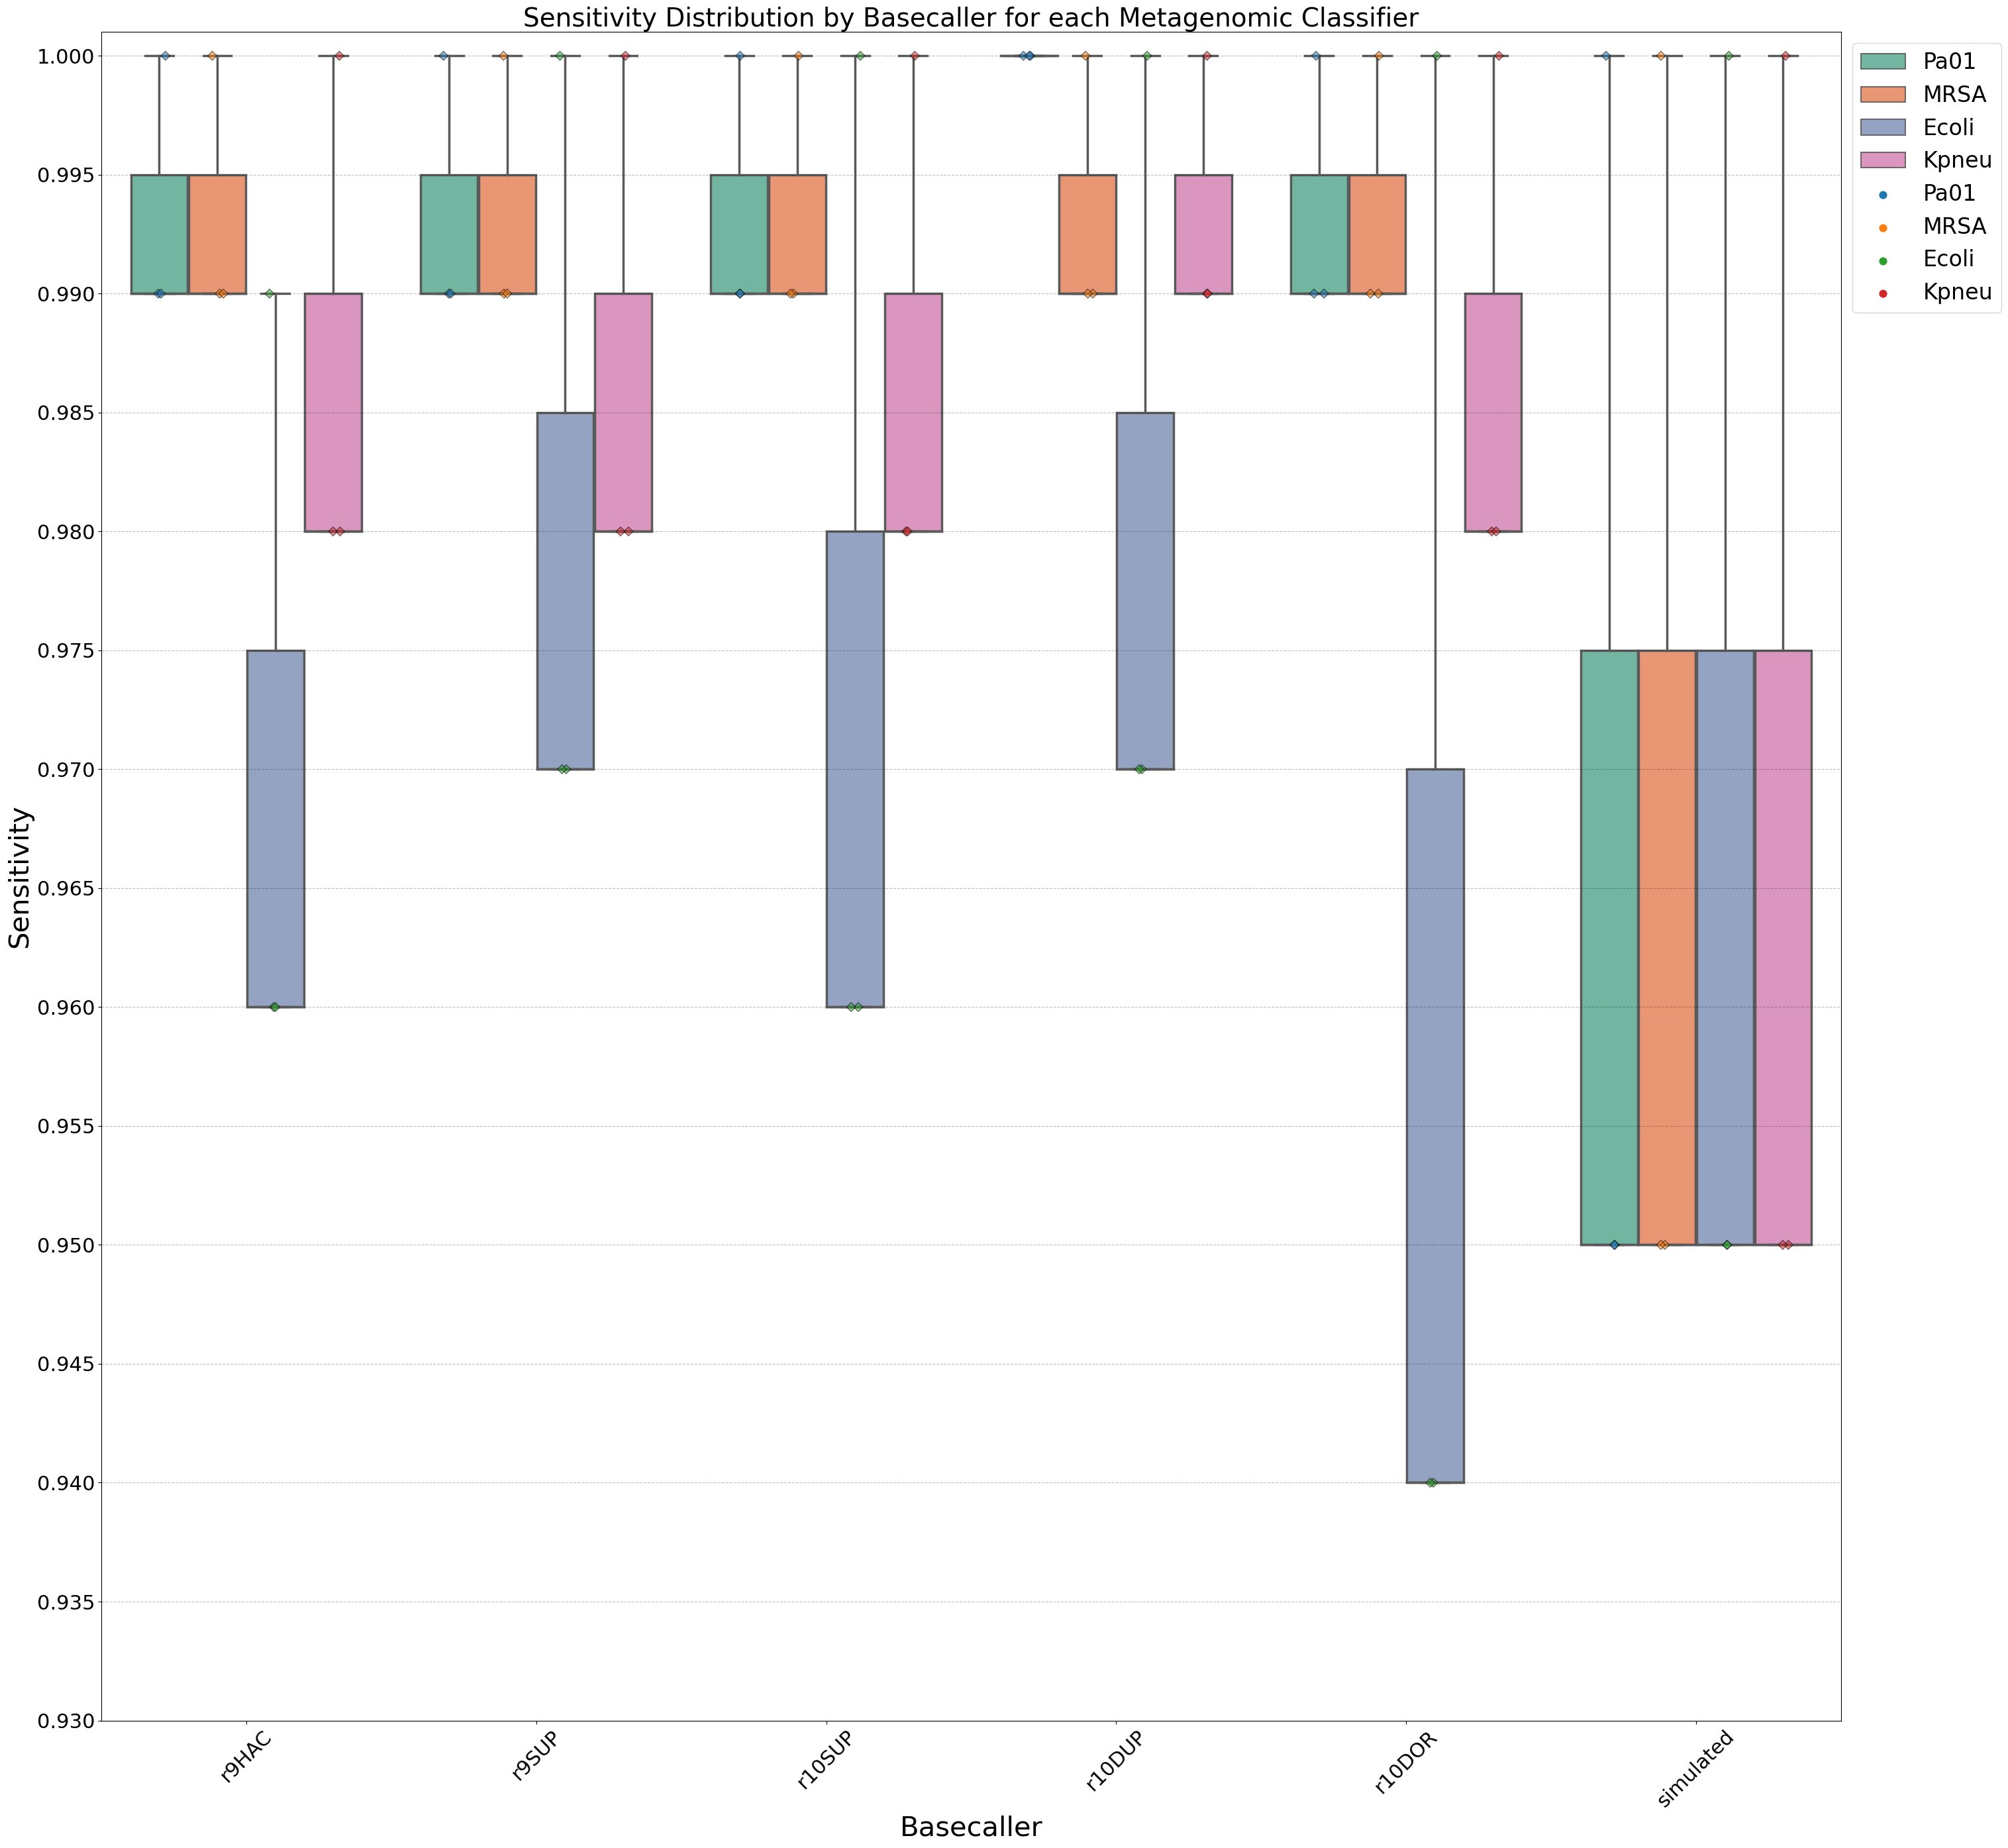 Sensitivity Distribution by Basecaller for each Metagenomic Classifier
1.000
0.995
0.990
0.985
0.980
0.975
0.970
0.965
0.960
0.955
0.950
0.945
0.940
0.935
0.930
Sensitivity
r9HAC
r9SUP
r10SUP
r10DUP
r10DOR
simulated
Basecaller
Pa01
MRSA
Ecoli
Kpneu
Pa01
MRSA
Ecoli
Kpneu